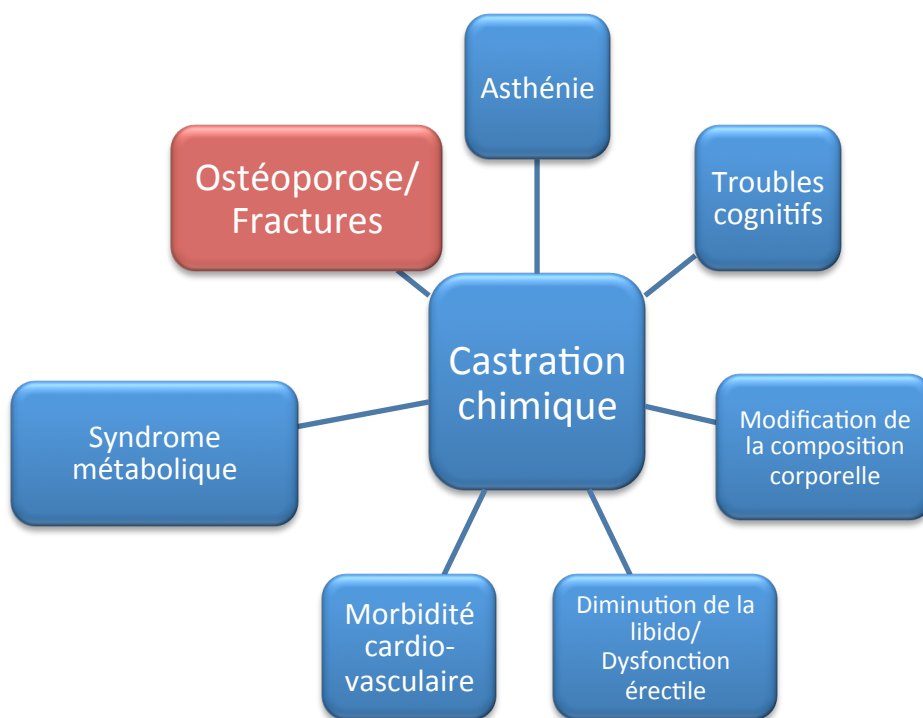 Asthénie
Ostéoporose/
Fractures
Troubles
cognitifs
Castration
chimique
Syndrome
métabolique
Modification de
la composition
corporelle
Morbidité
cardio-
vasculaire
Diminution de la
libido/
Dysfonction
érectile